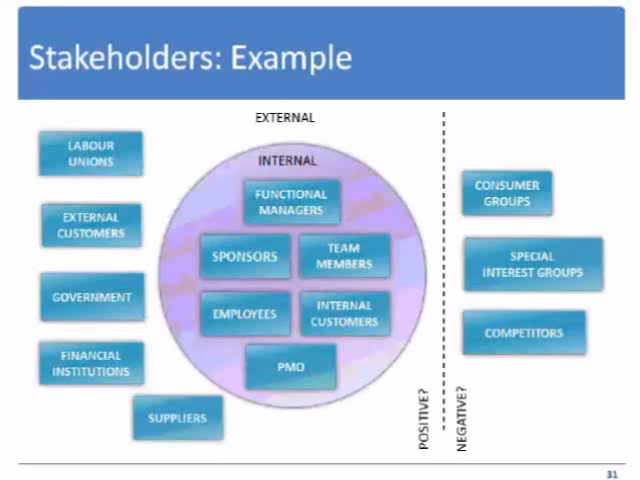 Stakeholders: Example
EXTERNAL
INTERNAL
LABOUR
UNIONS
EXTERNAL
CUSTOMERS
GOVERNMENT
FINANCIAL
INSTITUTIONS
SUPPLIERS
FUNCTIONAL
MANAGERS
SPONSORS
TEAM
MEMBERS
EMPLOYEES
INTERNAL
CUSTOMERS
PMO
CONSUMER
GROUPS
SPECIAL
INTEREST GROUPS
COMPETITORS
POSITIVE?
NEGATIVE?
31